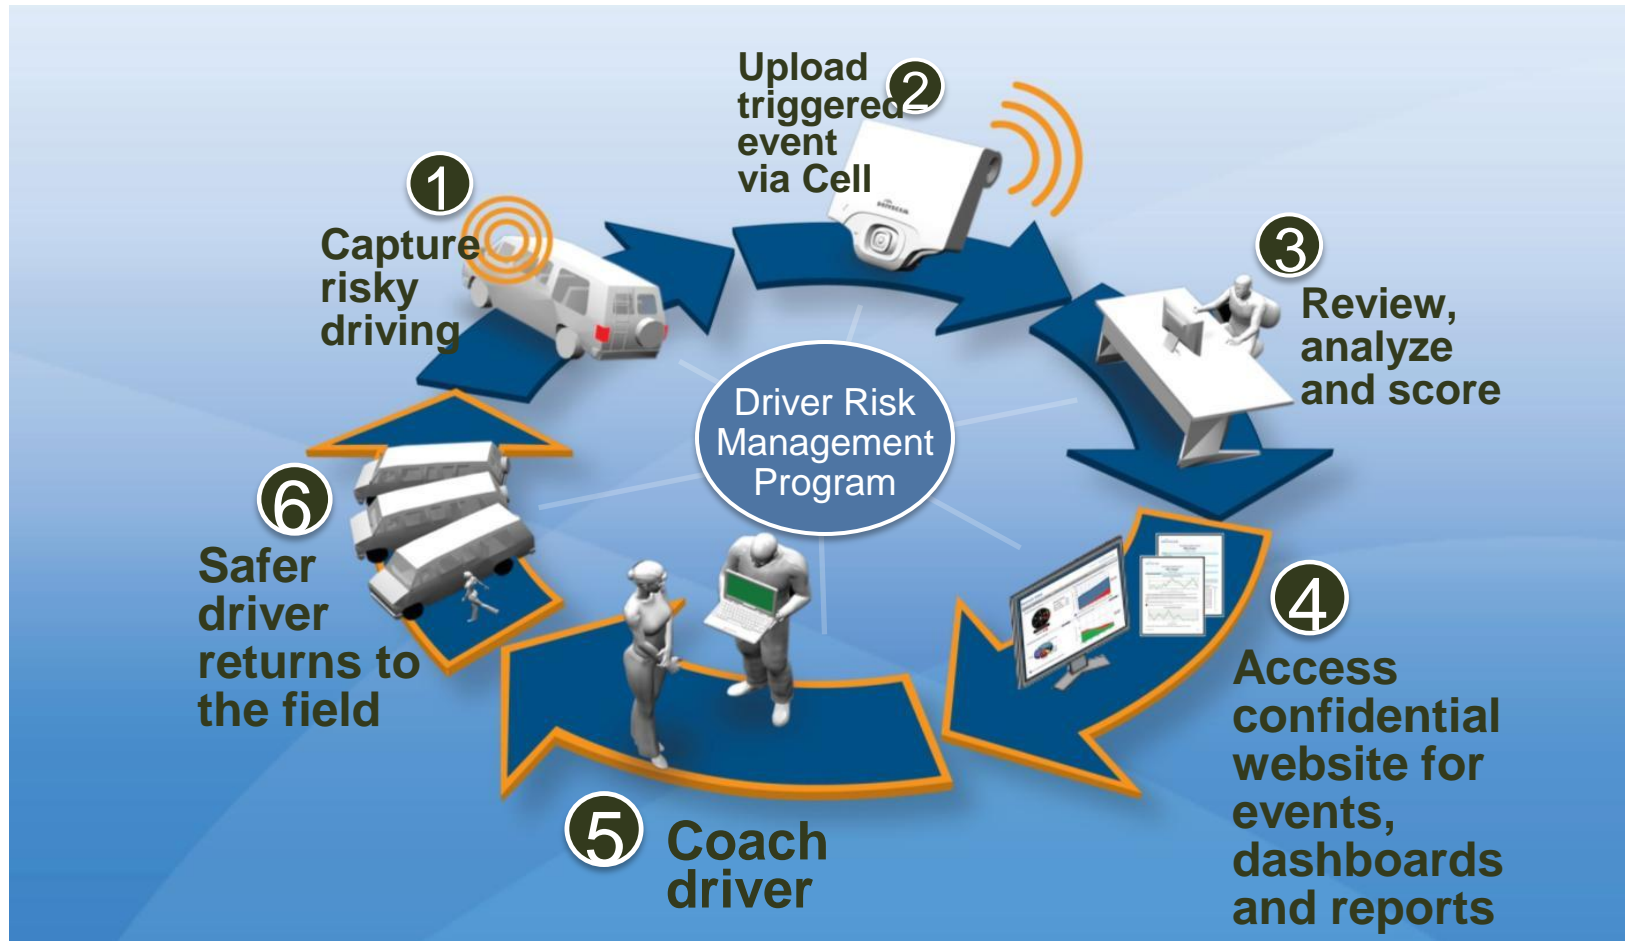 1
Capture
risky
driving
Upload
triggered
event
via Cell
2
3
Review,
analyze
and score
4
Access
confidential
website for
events,
dashboards
and reports
5
Coach
driver
6
Safer
driver
returns to
the field
Driver Risk
Management
Program